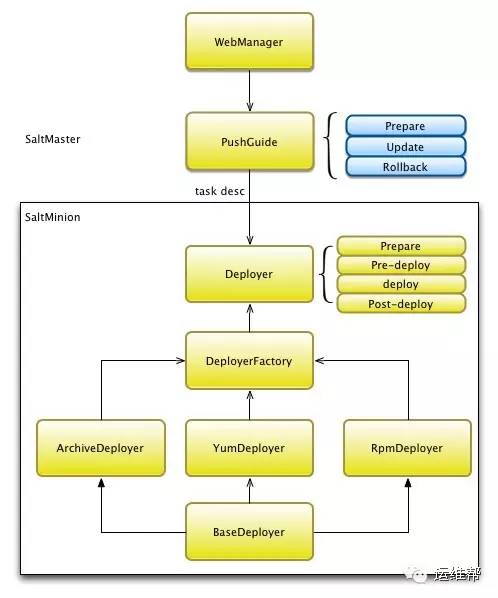 WebManager
SaltMaster
PushGuide
Prepare
Update
Rollback
task desc
SaltMinion
Deployer
Prepare
Pre-deploy
deploy
Post-deploy
DeployerFactory
ArchiveDeployer
YumDeployer
RpmDeployer
BaseDeployer
运维帮